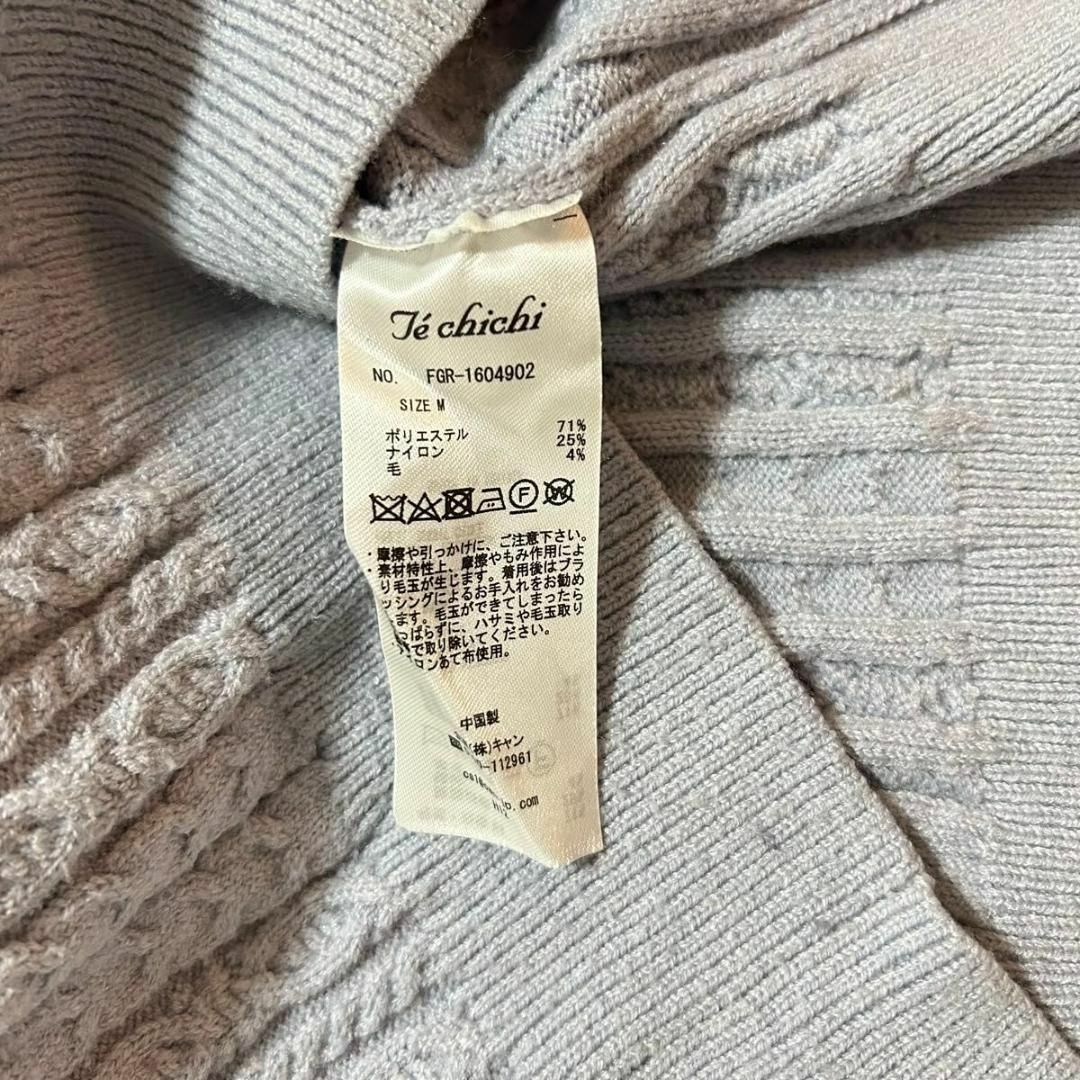 Té chichi
NO. FGR-1604902
SIZE M
ポリエステル 71%
ナイロン 25%
毛 4%
・摩擦や引っかけに、ご注意下さい。
・素材特性上、摩擦やもみ作用によ
り毛玉が生じます。着用後はブラ
ッシングによるお手入れをお勧め
ます。毛玉ができてしまったら
っぱらずに、ハサミや毛玉取り
で取り除いてください。
ロンあて布使用。
中国製
(株)キャン
-112961
.com